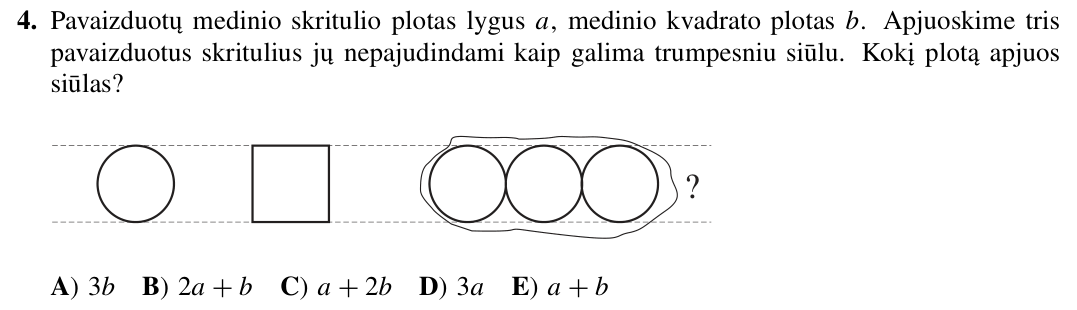 4. Pavaizduotų medinio skritulio plotas lygus a, medinio kvadrato plotas b. Apjuoskime tris
pavaizduotus skritulius jų nepajudindami kaip galima trumpesniu siūlu. Kokį plotą apjuos
siūlas?
?
A) 3b B) 2a + b C) a + 2b D) 3a E) a + b